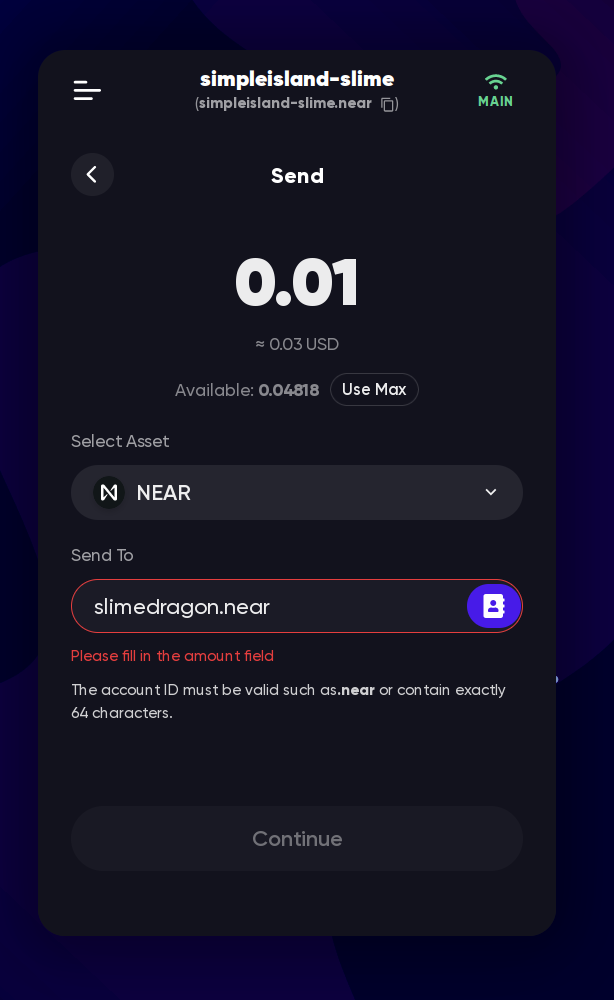 simpleisland-slime
(simpleisland-slime.near )
MAIN
Send
0.01
≈ 0.03 USD
Available: 0.04818 Use Max
Select Asset
NEAR
Send To
slimedragon.near
Please fill in the amount field
The account ID must be valid such as.near or contain exactly
64 characters.
Continue